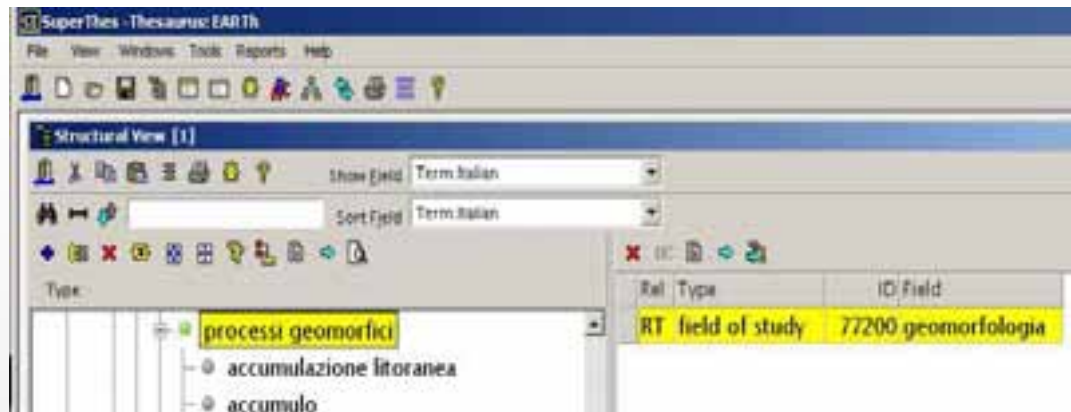 SuperThes - Thesaurus: EARTh
File View Windows Tools Reports Help
Structural View [1]
Show Field Term Italian
Sort Field Term Italian
Type
Rel Type ID Field
processi geomorfici
RT field of study 77200 geomorfologia
accumulazione litoranea
accumulo